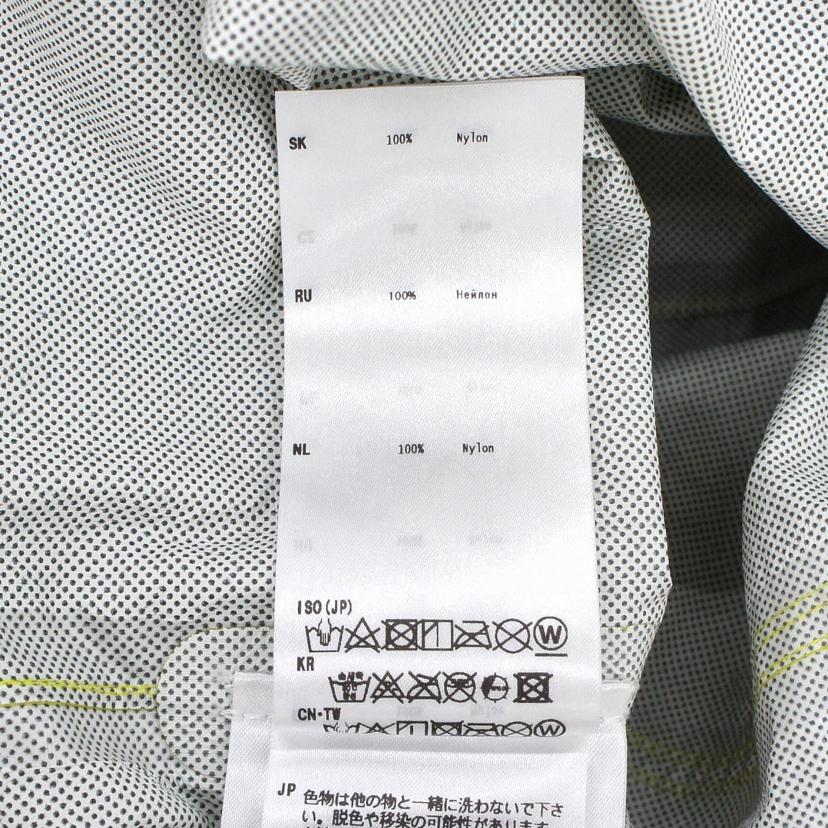 SK 100% Nylon
RU 100% Нейлон
NL 100% Nylon
ISO(JP)
W
KR
CN·TW
W
JP 色物は他の物と一緒に洗わないで下さ
い。脱色や移染の可能性があります